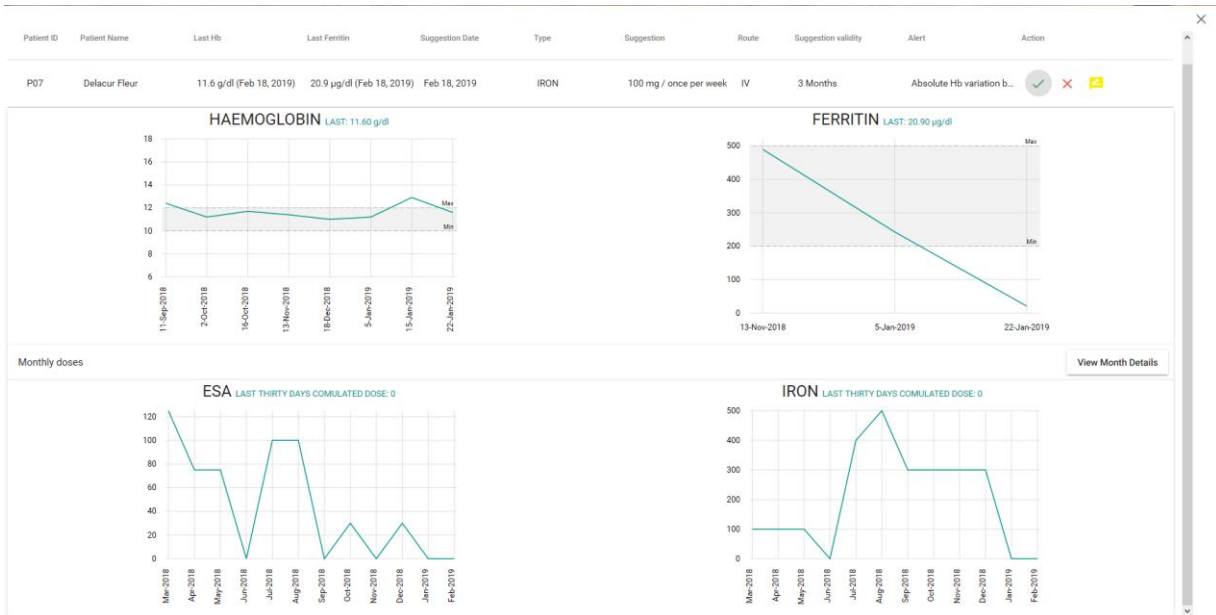 Patient ID Patient Name Last Hb Last Ferritin Suggestion Date Type Suggestion Route Suggestion validity Alert Action
P07 Delacur Fleur 11.6 g/dl (Feb 18, 2019) 20.9 µg/dl (Feb 18, 2019) Feb 18, 2019 IRON 100 mg / once per week IV 3 Months Absolute Hb variation b...
HAEMOGLOBIN LAST: 11.60 g/dl
18
16
14
12
10
8
6
Max
Min
11-Sep-2018
2-Oct-2018
16-Oct-2018
13-Nov-2018
18-Dec-2018
5-Jan-2019
15-Jan-2019
22-Jan-2019
FERRITIN LAST: 20.90 µg/dl
500
400
300
200
100
0
Max
Min
13-Nov-2018
5-Jan-2019
22-Jan-2019
Monthly doses
View Month Details
ESA LAST THIRTY DAYS COMULATED DOSE: 0
120
100
80
60
40
20
0
Mar-2018
Apr-2018
May-2018
Jun-2018
Jul-2018
Aug-2018
Sep-2018
Oct-2018
Nov-2018
Dec-2018
Jan-2019
Feb-2019
IRON LAST THIRTY DAYS COMULATED DOSE: 0
500
400
300
200
100
0
Mar-2018
Apr-2018
May-2018
Jun-2018
Jul-2018
Aug-2018
Sep-2018
Oct-2018
Nov-2018
Dec-2018
Jan-2019
Feb-2019